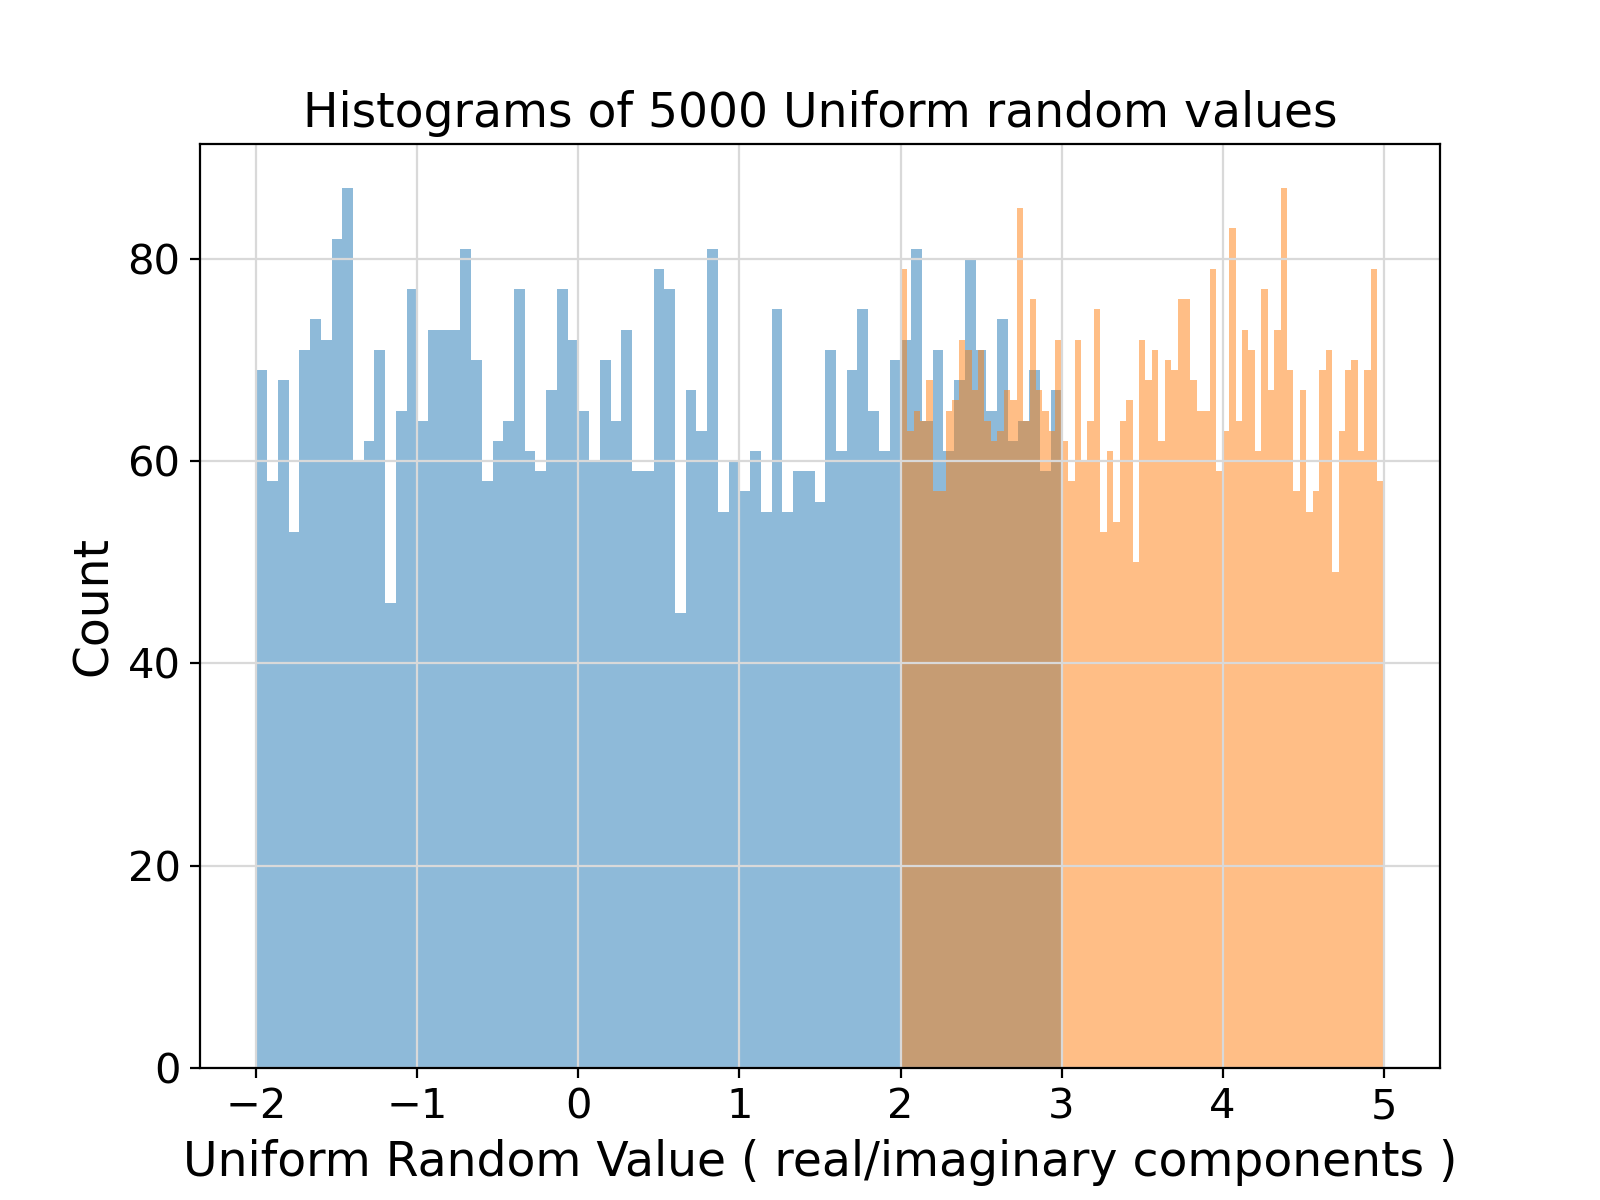 Histograms of 5000 Uniform random values
80
60
40
20
0
Count
−2 −1 0 1 2 3 4 5
Uniform Random Value ( real/imaginary components )